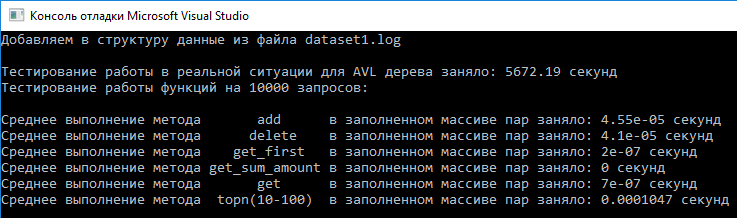 Консоль отладки Microsoft Visual Studio
Добавляем в структуру данные из файла dataset1.log
Тестирование работы в реальной ситуации для AVL дерева заняло: 5672.19 секунд
Тестирование работы функций на 10000 запросов:
Среднее выполнение метода add в заполненном массиве пар заняло: 4.55e-05 секунд
Среднее выполнение метода delete в заполненном массиве пар заняло: 4.1e-05 секунд
Среднее выполнение метода get_first в заполненном массиве пар заняло: 2e-07 секунд
Среднее выполнение метода get_sum_amount в заполненном массиве пар заняло: 0 секунд
Среднее выполнение метода get в заполненном массиве пар заняло: 7e-07 секунд
Среднее выполнение метода topn(10-100) в заполненном массиве пар заняло: 0.0001047 секунд